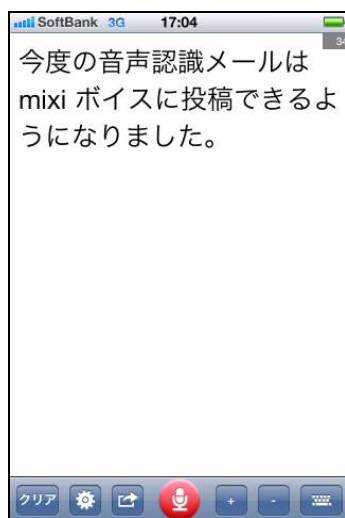 SoftBank 3G 17:04
34
今度の音声認識メールは
mixi ボイスに投稿できるよ
うになりました。
クリア + -